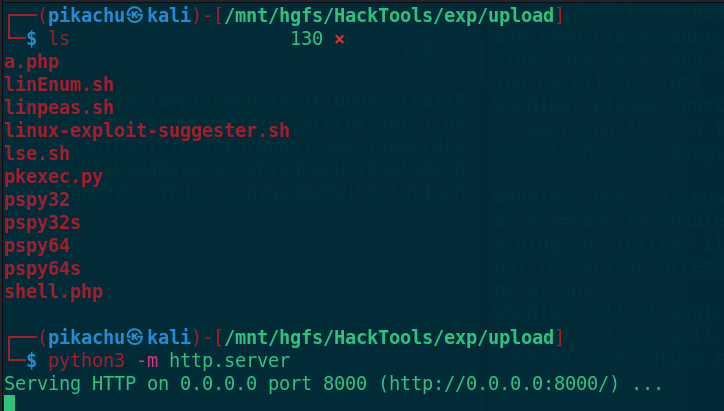 ┌──(pikachu㉿kali)-[/mnt/hgfs/HackTools/exp/upload]
└─$ ls 130 ⨯
a.php
linEnum.sh
linpeas.sh
linux-exploit-suggester.sh
lse.sh
pkexec.py
pspy32
pspy32s
pspy64
pspy64s
shell.php
┌──(pikachu㉿kali)-[/mnt/hgfs/HackTools/exp/upload]
└─$ python3 -m http.server
Serving HTTP on 0.0.0.0 port 8000 (http://0.0.0.0:8000/) ...